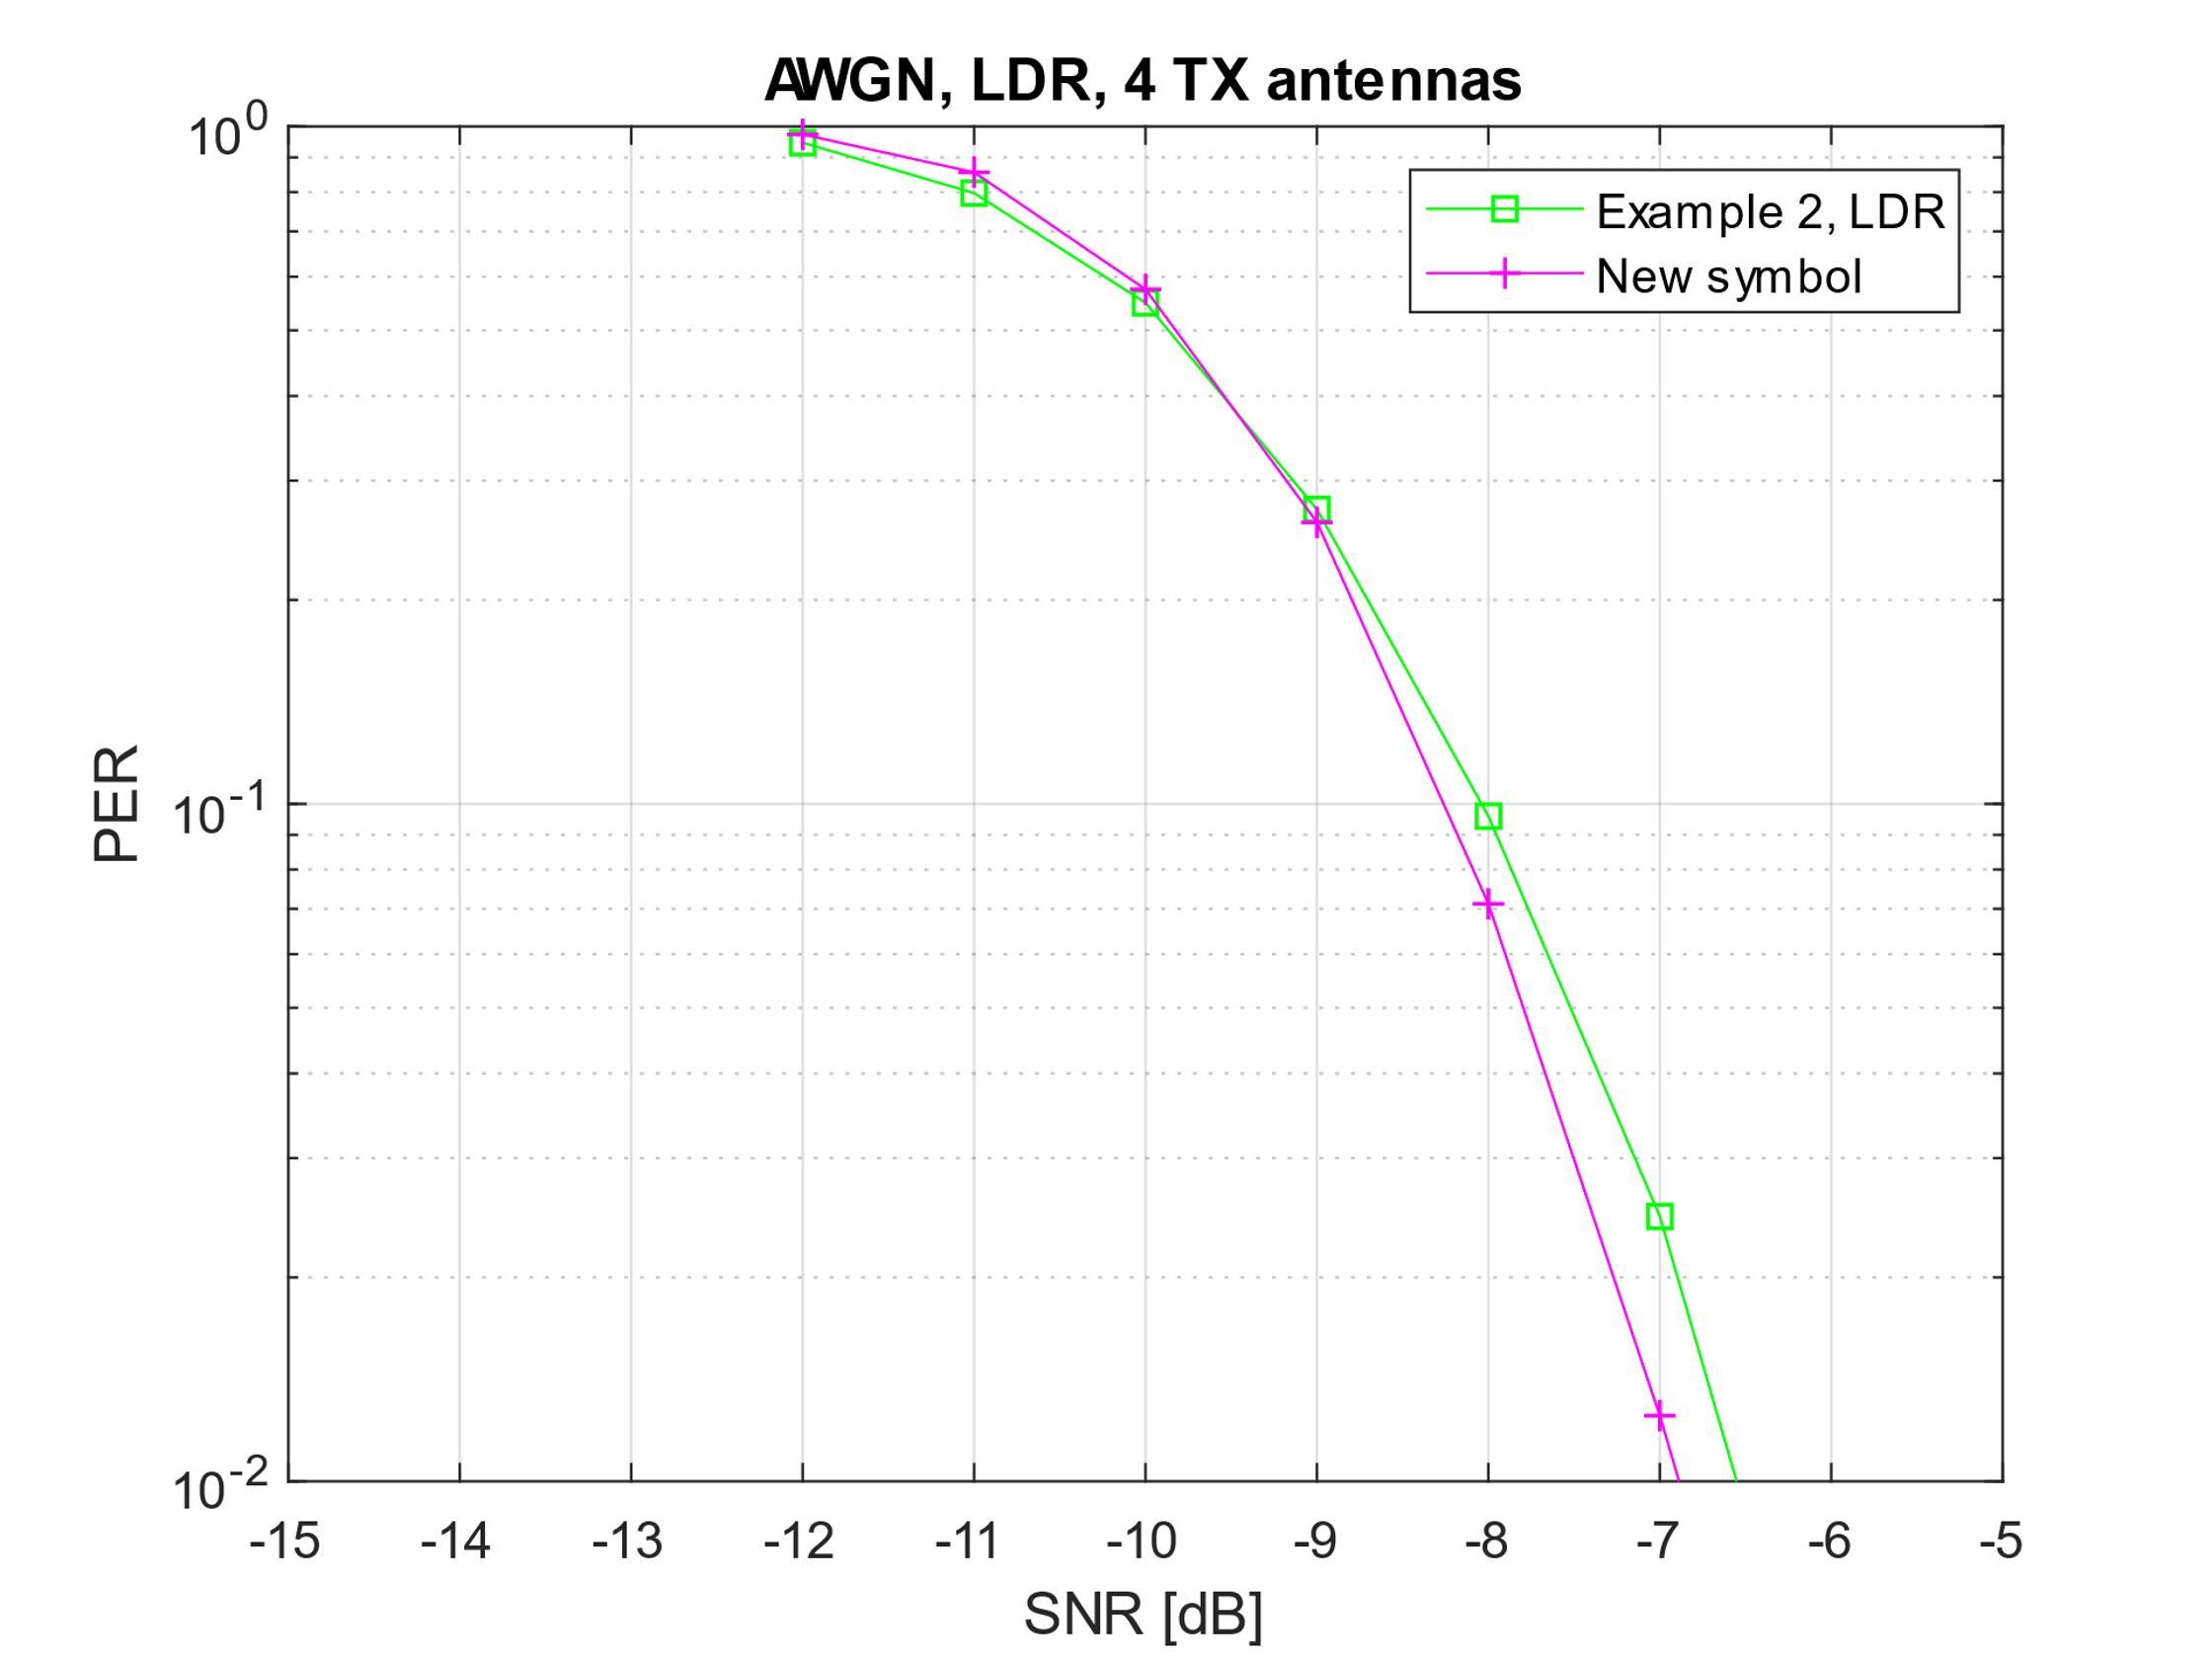 AWGN, LDR, 4 TX antennas
Example 2, LDR
New symbol
PER
10^0
10^-1
10^-2
-15 -14 -13 -12 -11 -10 -9 -8 -7 -6 -5
SNR [dB]